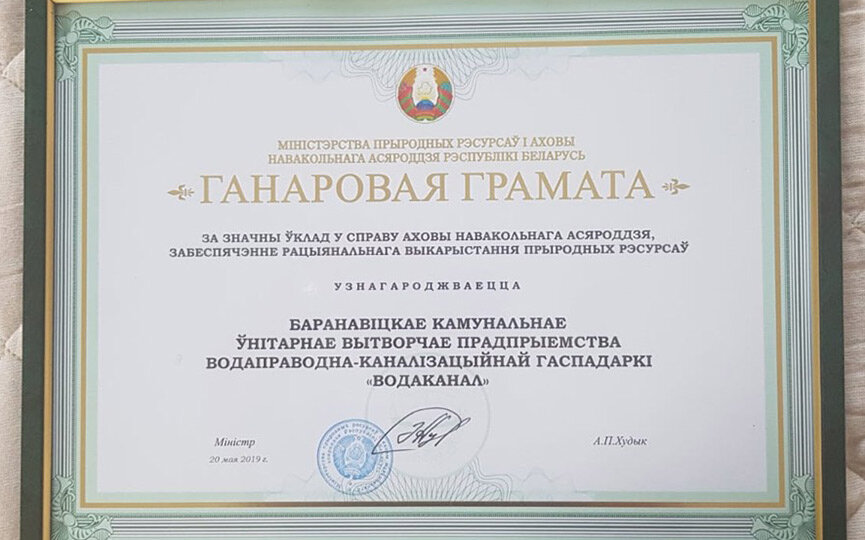 МІНІСТЭРСТВА ПРЫРОДНЫХ РЭСУРСАЎ І АХОВЫ
НАВАКОЛЬНАГА АСЯРОДДЗЯ РЭСПУБЛІКІ БЕЛАРУСЬ
ГАНАРОВАЯ ГРАМАТА
ЗА ЗНАЧНЫ ЎКЛАД У СПРАВУ АХОВЫ НАВАКОЛЬНАГА АСЯРОДДЗЯ,
ЗАБЕСПЯЧЭННЕ РАЦЫЯНАЛЬНАГА ВЫКАРЫСТАННЯ ПРЫРОДНЫХ РЭСУРСАЎ
УЗНАГАРОДЖВАЕЦЦА
БАРАНАВІЦКАЕ КАМУНАЛЬНАЕ
ЎНІТАРНАЕ ВЫТВОРЧАЕ ПРАДПРЫЕМСТВА
ВОДАПРАВОДНА-КАНАЛІЗАЦЫЙНАЙ ГАСПАДАРКІ
«ВОДАКАНАЛ»
Міністр
А.П.Худык
20 мая 2019 г.